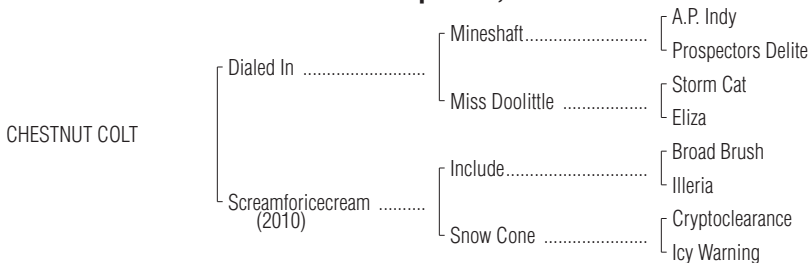 A.P. Indy
Mineshaft..............................
Prospectors Delite
Dialed In ..........................
Storm Cat
Miss Doolittle ....................
Eliza
CHESTNUT COLT
Broad Brush
Include...................................
Illeria
Screamforicecream ..........
(2010)
Cryptoclearance
Snow Cone .........................
Icy Warning